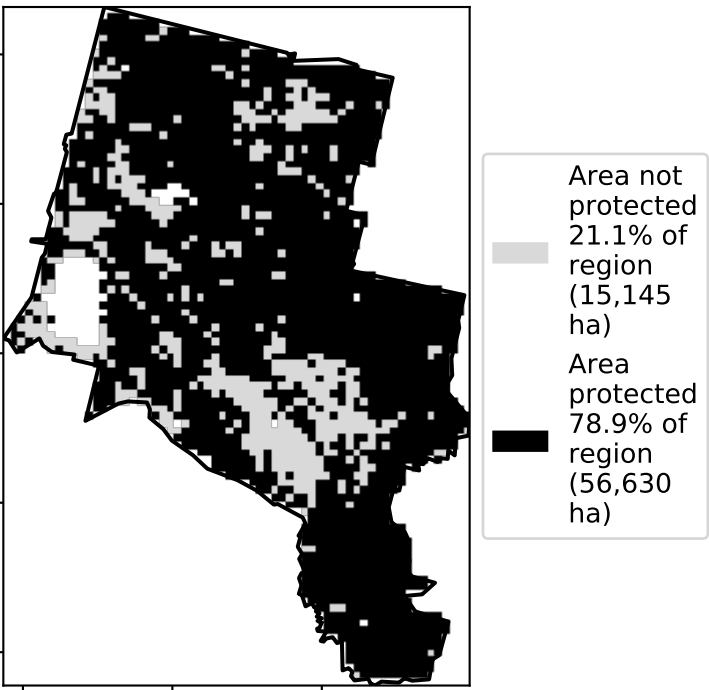 Area not
protected
21.1% of
region
(15,145
ha)
Area
protected
78.9% of
region
(56,630
ha)